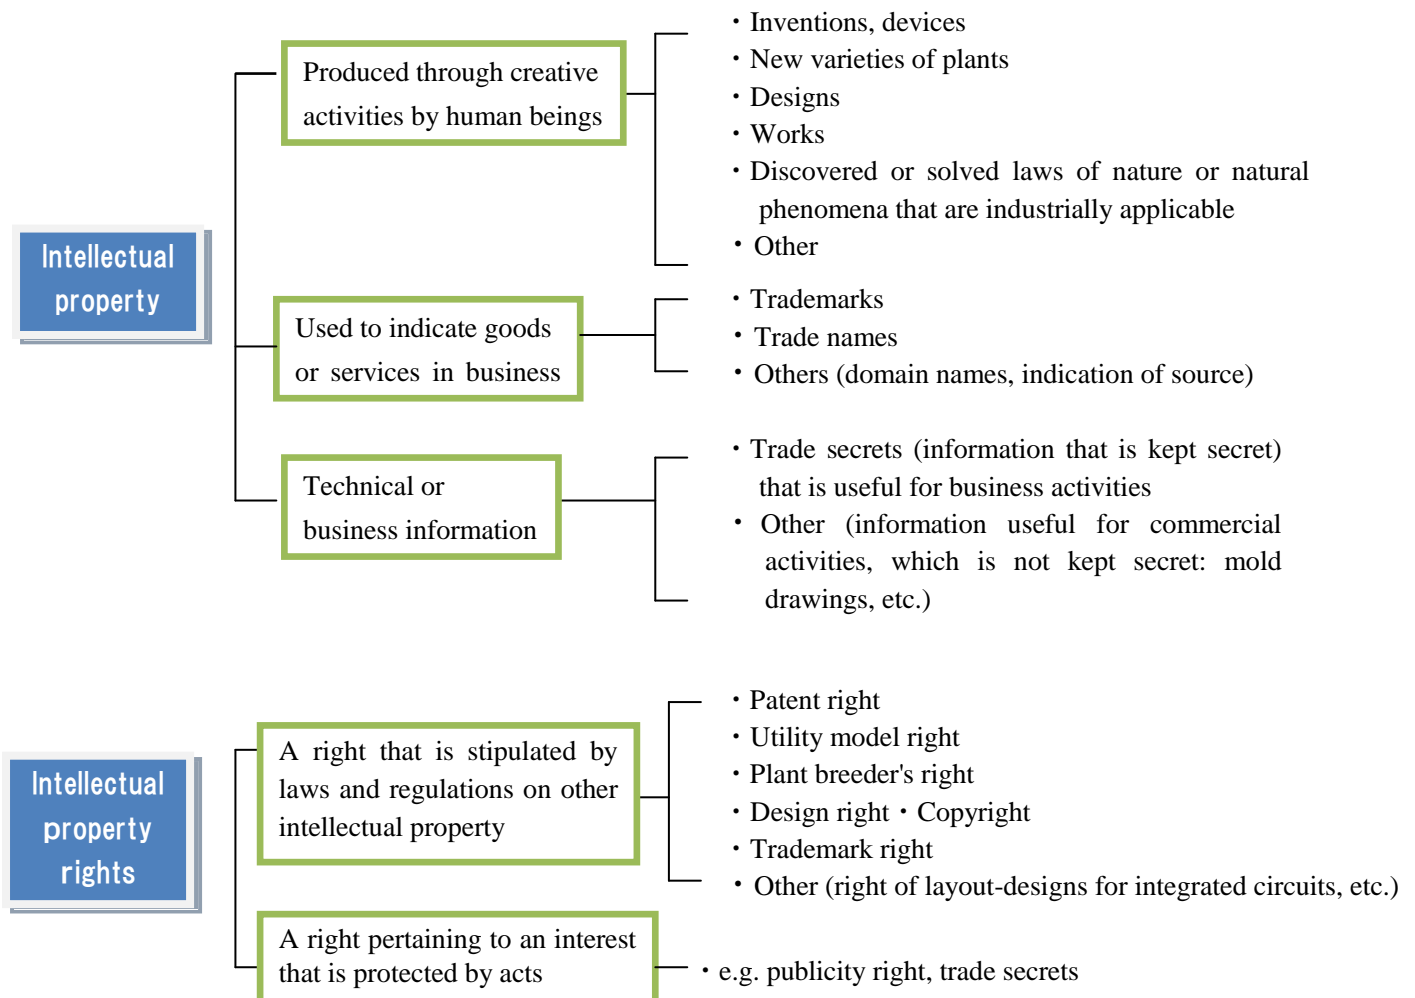 Intellectual
property
Produced through creative
activities by human beings
・Inventions, devices
・New varieties of plants
・Designs
・Works
・Discovered or solved laws of nature or natural
phenomena that are industrially applicable
・Other
Used to indicate goods
or services in business
・Trademarks
・Trade names
・Others (domain names, indication of source)
Technical or
business information
・Trade secrets (information that is kept secret)
that is useful for business activities
・Other (information useful for commercial
activities, which is not kept secret: mold
drawings, etc.)
Intellectual
property
rights
A right that is stipulated by
laws and regulations on other
intellectual property
・Patent right
・Utility model right
・Plant breeder's right
・Design right・Copyright
・Trademark right
・Other (right of layout-designs for integrated circuits, etc.)
A right pertaining to an interest
that is protected by acts
・e.g. publicity right, trade secrets